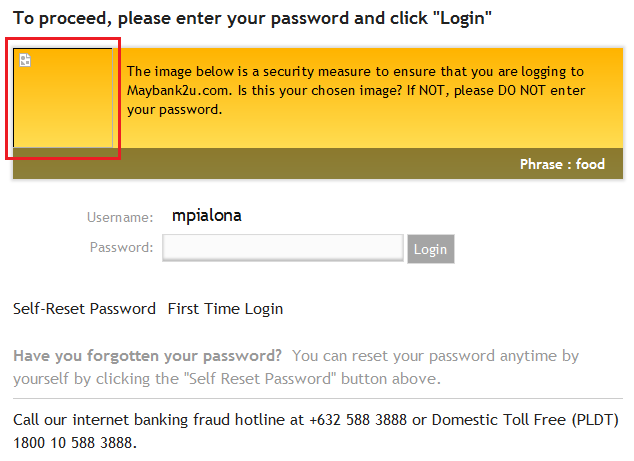 To proceed, please enter your password and click "Login"
The image below is a security measure to ensure that you are logging to
Maybank2u.com. Is this your chosen image? If NOT, please DO NOT enter
your password.
Phrase : food
Username: mpialona
Password: Login
Self-Reset Password First Time Login
Have you forgotten your password? You can reset your password anytime by
yourself by clicking the "Self Reset Password" button above.
Call our internet banking fraud hotline at +632 588 3888 or Domestic Toll Free (PLDT)
1800 10 588 3888.